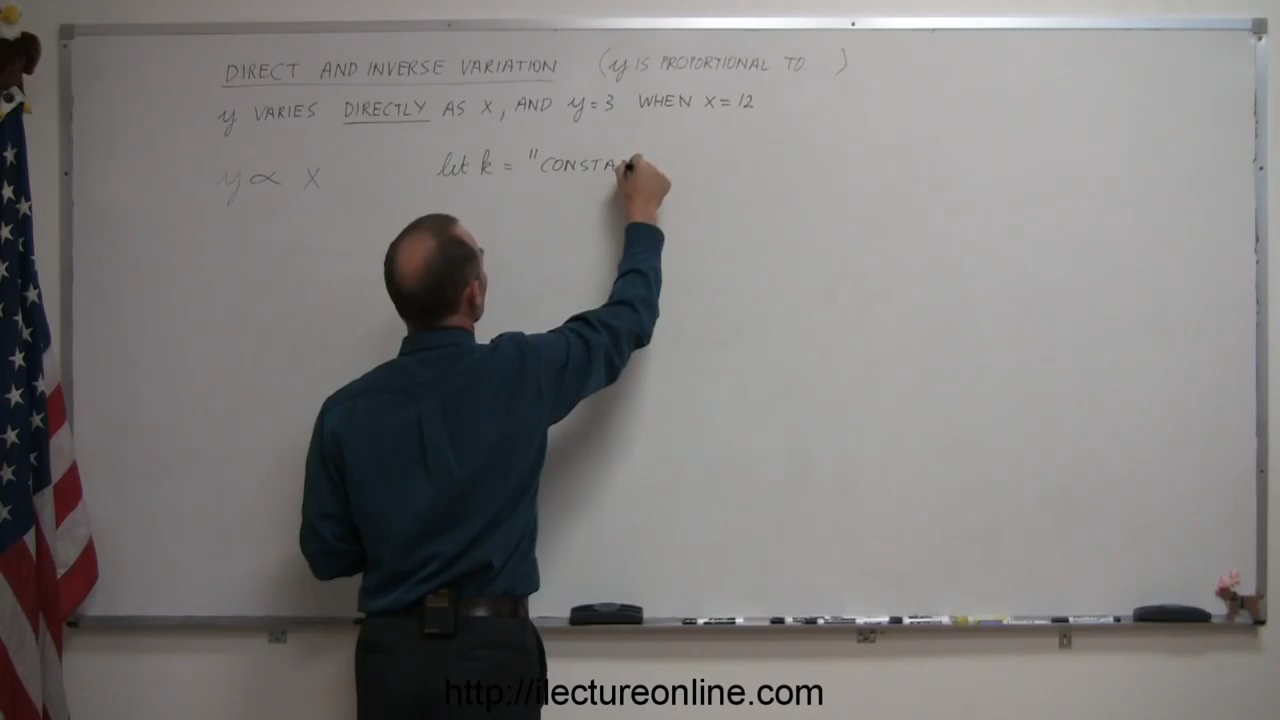 DIRECT AND INVERSE VARIATION (y IS PROPORTIONAL TO ...)
y VARIES DIRECTLY AS X, AND y=3 WHEN X=12
y ∝ X let k = "CONSTA
http://ilectureonline.com